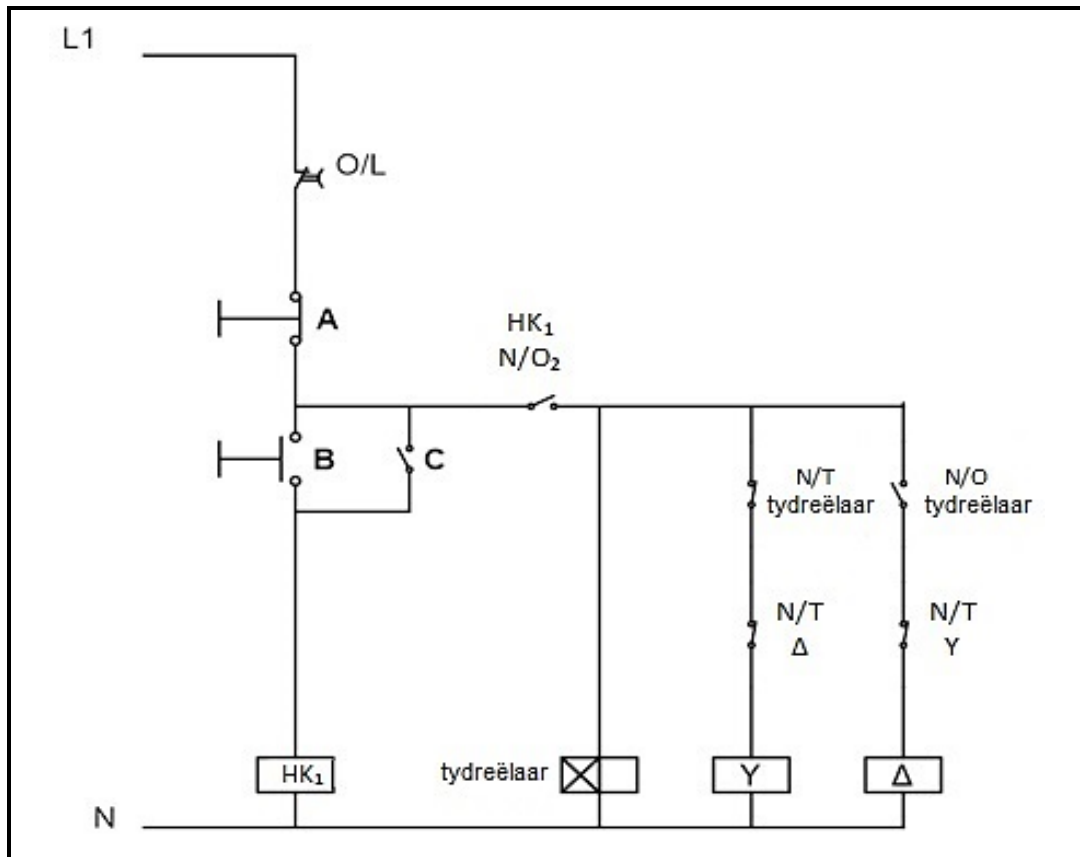 L1
O/L
A
HK₁
N/O₂
B
C
N/T
tydreëlaar
N/O
tydreëlaar
N/T
Δ
N/T
Y
HK₁
tydreëlaar
Y
Δ
N